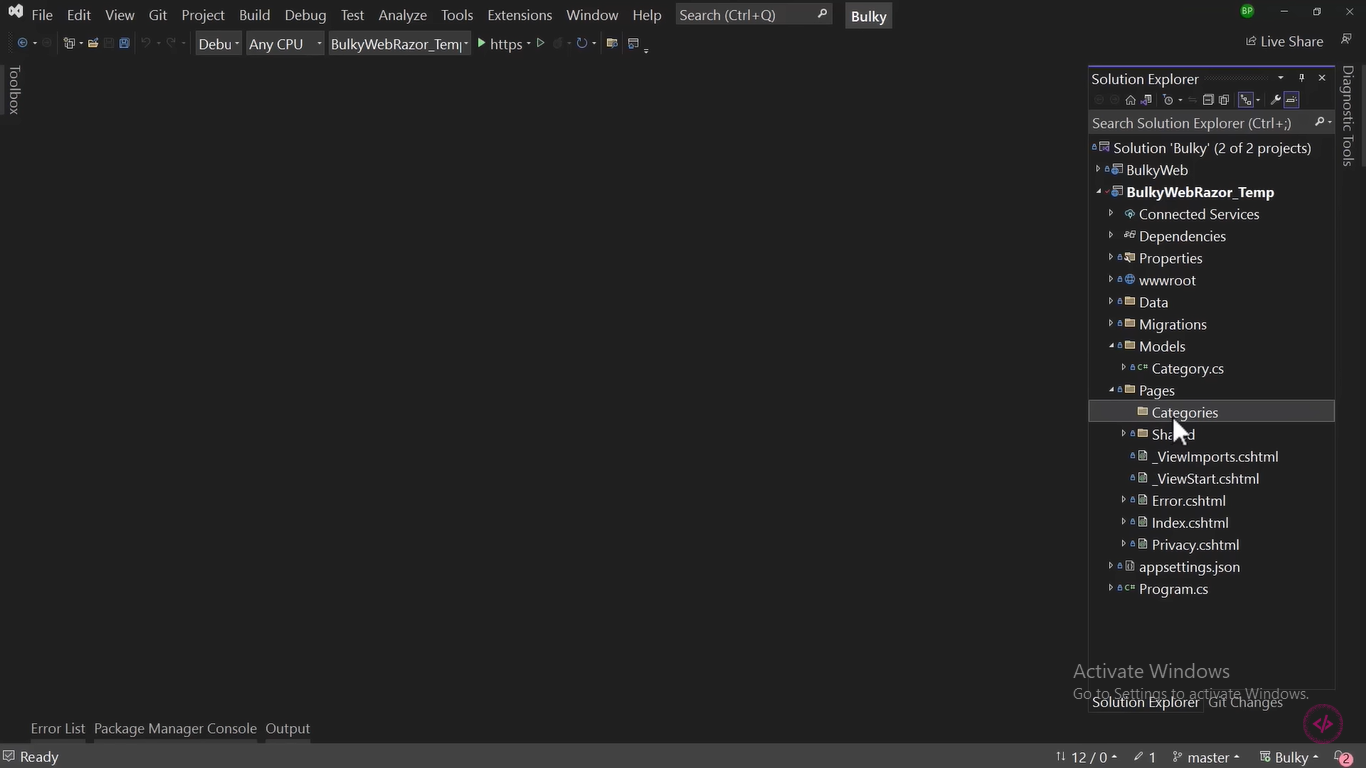 File Edit View Git Project Build Debug Test Analyze Tools Extensions Window Help Search (Ctrl+Q) Bulky BP
Debu Any CPU BulkyWebRazor_Temp https Live Share
Toolbox
Diagnostic Tools
Solution Explorer
Search Solution Explorer (Ctrl+;)
Solution 'Bulky' (2 of 2 projects)
BulkyWeb
BulkyWebRazor_Temp
Connected Services
Dependencies
Properties
wwwroot
Data
Migrations
Models
C# Category.cs
Pages
Categories
Shared
_ViewImports.cshtml
_ViewStart.cshtml
Error.cshtml
Index.cshtml
Privacy.cshtml
appsettings.json
C# Program.cs
Activate Windows
Go to Settings to activate Windows.
Solution Explorer Git Changes
Error List Package Manager Console Output
Ready 12 / 0 1 master Bulky 2